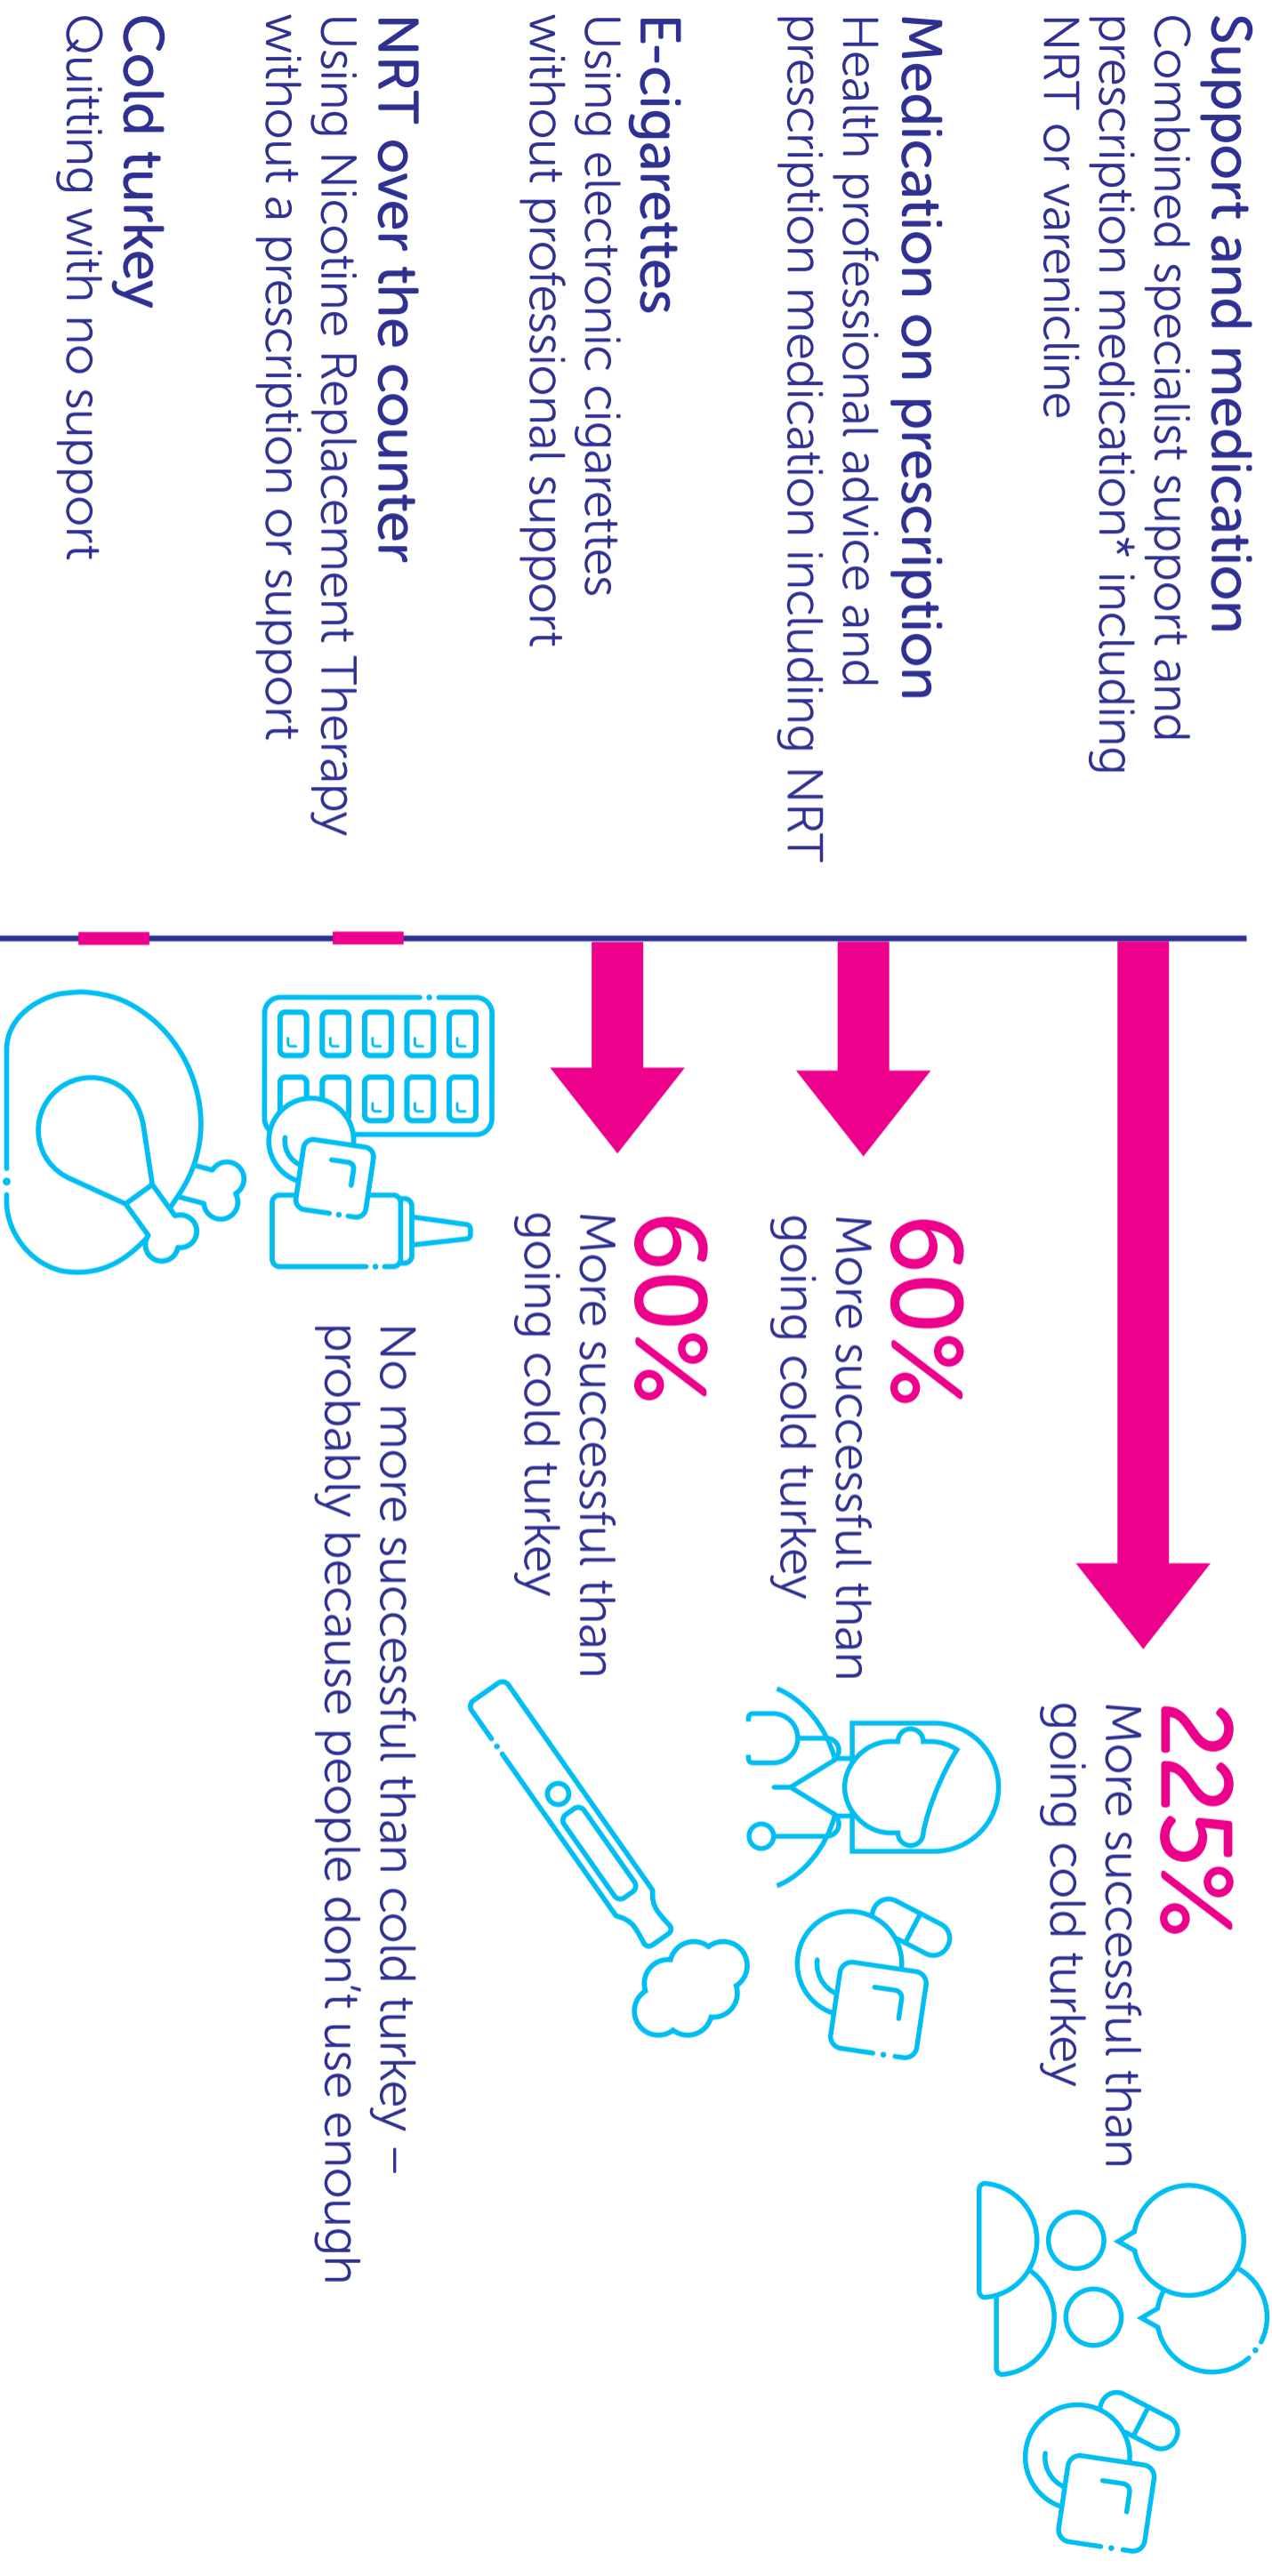 Support and medication
Combined specialist support and
prescription medication* including
NRT or varenicline
225%
More successful than
going cold turkey
Medication on prescription
Health professional advice and
prescription medication including NRT
60%
More successful than
going cold turkey
E-cigarettes
Using electronic cigarettes
without professional support
60%
More successful than
going cold turkey
NRT over the counter
Using Nicotine Replacement Therapy
without a prescription or support
No more successful than cold turkey –
probably because people don't use enough
Cold turkey
Quitting with no support